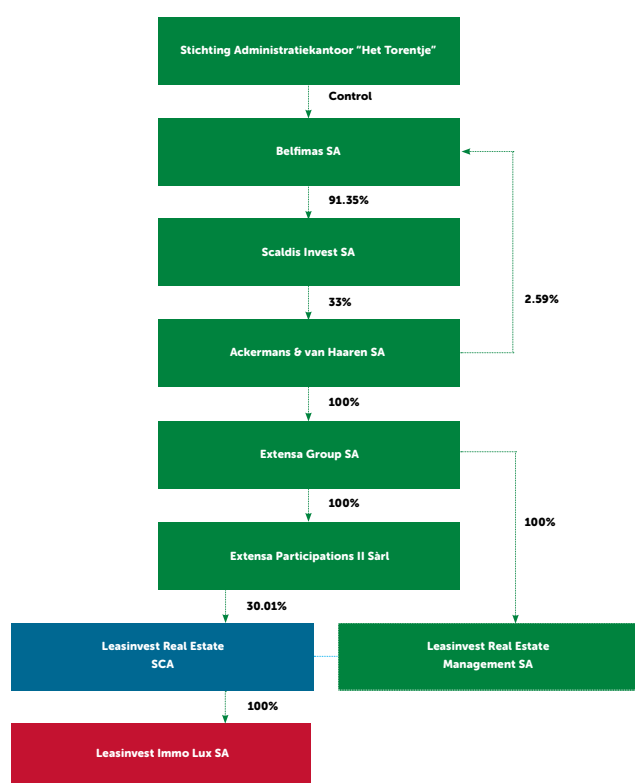 Stichting Administratiekantoor “Het Torentje”
Control
Belfimas SA
91.35%
Scaldis Invest SA
33%
2.59%
Ackermans & van Haaren SA
100%
Extensa Group SA
100%
100%
Extensa Participations II Sàrl
30.01%
Leasinvest Real Estate
SCA
Leasinvest Real Estate
Management SA
100%
Leasinvest Immo Lux SA